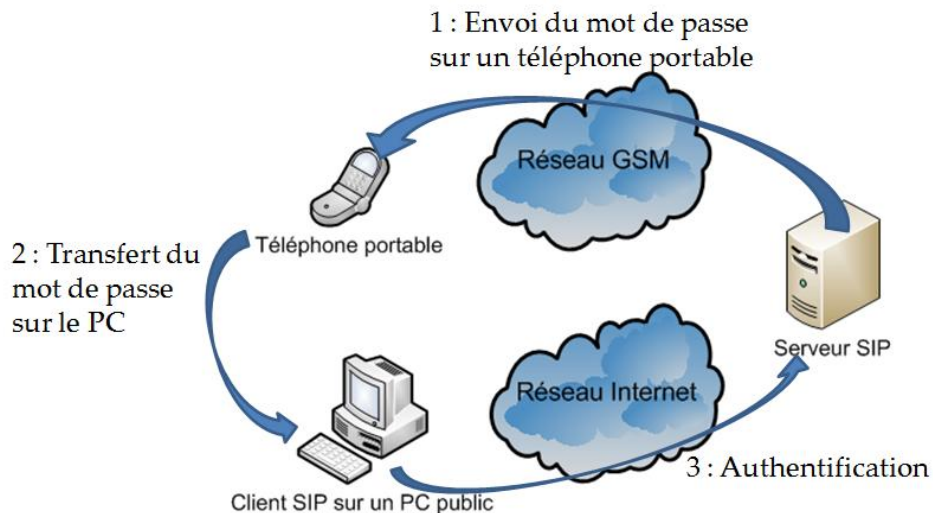 1 : Envoi du mot de passe
sur un téléphone portable
Réseau GSM
Téléphone portable
2 : Transfert du
mot de passe
sur le PC
Serveur SIP
Réseau Internet
3 : Authentification
Client SIP sur un PC public